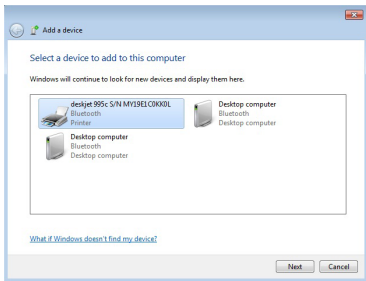 Add a device
Select a device to add to this computer
Windows will continue to look for new devices and display them here.
deskjet 995c S/N MY19E1C0KK0L
Bluetooth
Printer
Desktop computer
Bluetooth
Desktop computer
Desktop computer
Bluetooth
Desktop computer
What if Windows doesn't find my device?
Next
Cancel